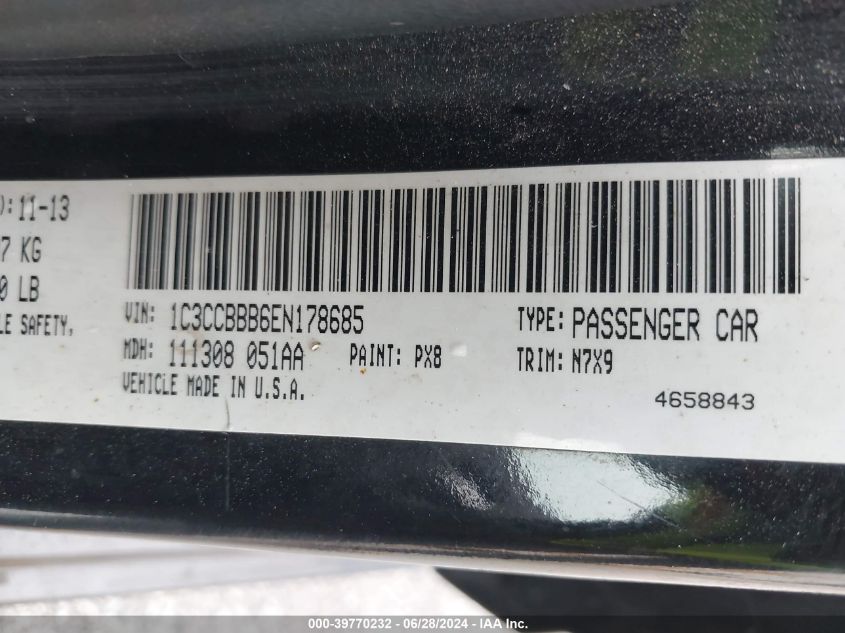 ): 11-13
7 KG
0 LB
LE SAFETY,
VIN: 1C3CCBBB6EN178685 TYPE: PASSENGER CAR
MDH: 111308 051AA PAINT: PX8 TRIM: N7X9
VEHICLE MADE IN U.S.A. 4658843
000-39770232 - 06/28/2024 - IAA Inc.